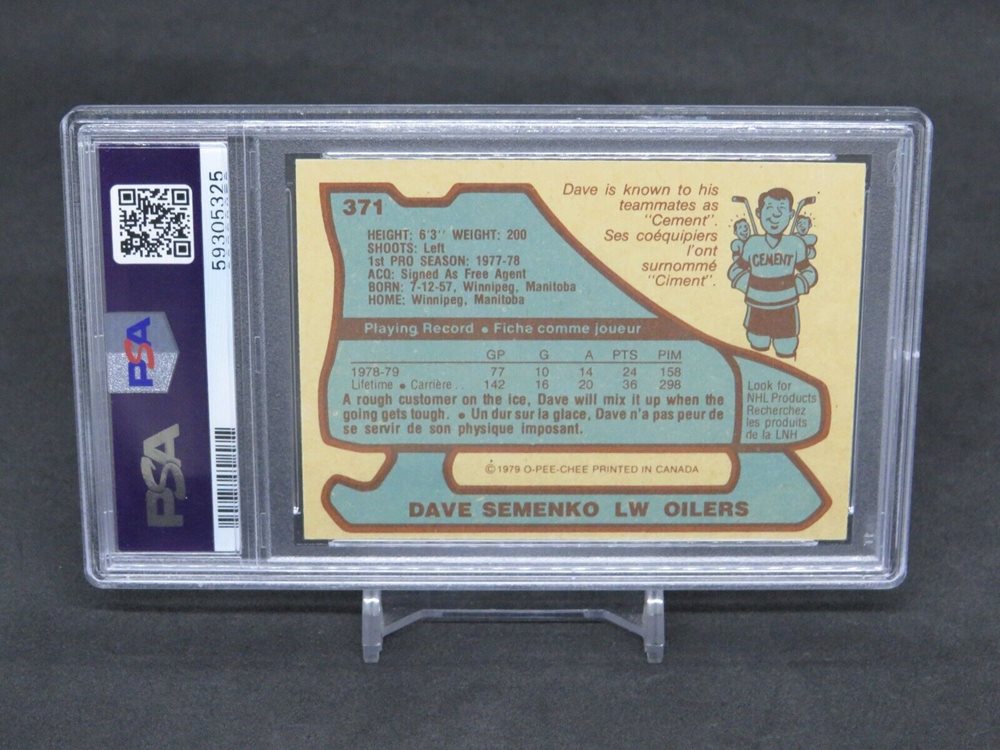 59305325
PSA
PSA
371
HEIGHT: 6'3'' WEIGHT: 200
SHOOTS: Left
1st PRO SEASON: 1977-78
ACQ: Signed As Free Agent
BORN: 7-12-57, Winnipeg, Manitoba
HOME: Winnipeg, Manitoba
Dave is known to his
teammates as
"Cement".
Ses coéquipiers
l'ont
surnommé
"Ciment".
CEMENT
Playing Record • Fiche comme joueur
GP G A PTS PIM
1978-79 77 10 14 24 158
Lifetime • Carrière .. 142 16 20 36 298
A rough customer on the ice, Dave will mix it up when the
going gets tough. • Un dur sur la glace, Dave n'a pas peur de
se servir de son physique imposant.
Look for
NHL Products
Recherchez
les produits
de la LNH
© 1979 O-PEE-CHEE PRINTED IN CANADA
DAVE SEMENKO LW OILERS